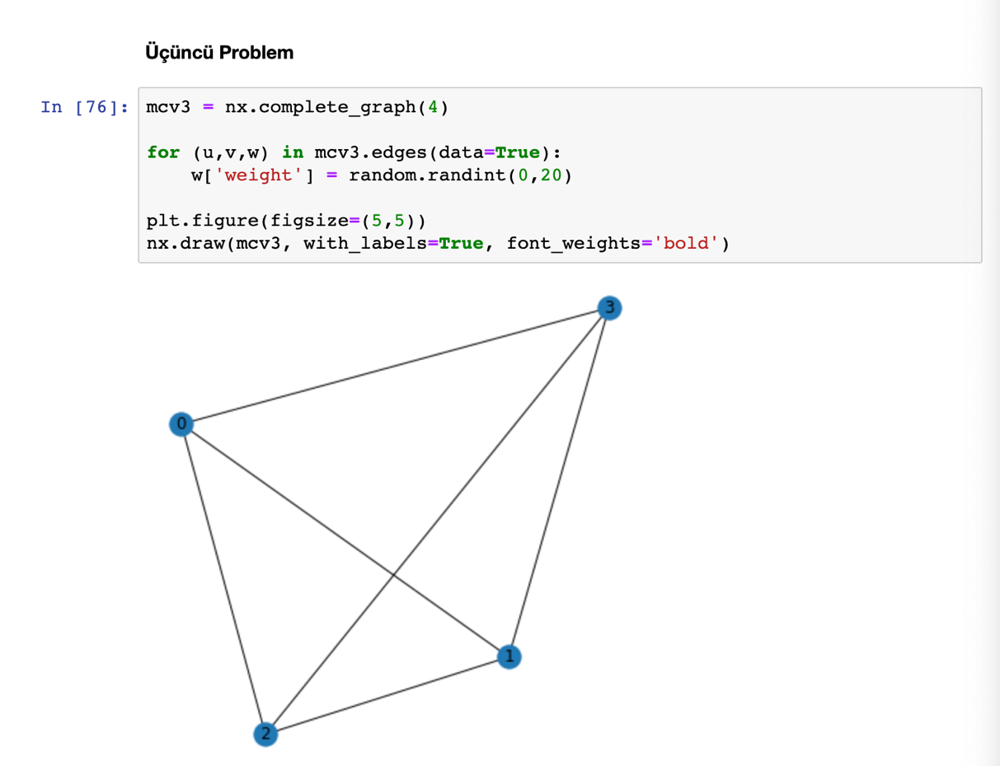 Üçüncü Problem
In [76]: mcv3 = nx.complete_graph(4)
for (u,v,w) in mcv3.edges(data=True):
    w['weight'] = random.randint(0,20)
plt.figure(figsize=(5,5))
nx.draw(mcv3, with_labels=True, font_weights='bold')
3
0
1
2